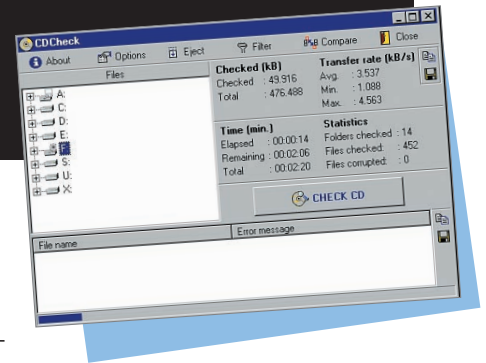 CDCheck
About Options Eject Filter Compare Close
Files
A:
C:
D:
E:
F:
S:
U:
X:
Checked (kB)
Checked : 49.916
Total : 476.488
Transfer rate (kB/s)
Avg. : 3.537
Min. : 1.088
Max. : 4.563
Time (min.)
Elapsed : 00:00:14
Remaining : 00:02:06
Total : 00:02:20
Statistics
Folders checked : 14
Files checked: : 452
Files corrupted: : 0
CHECK CD
File name Error message